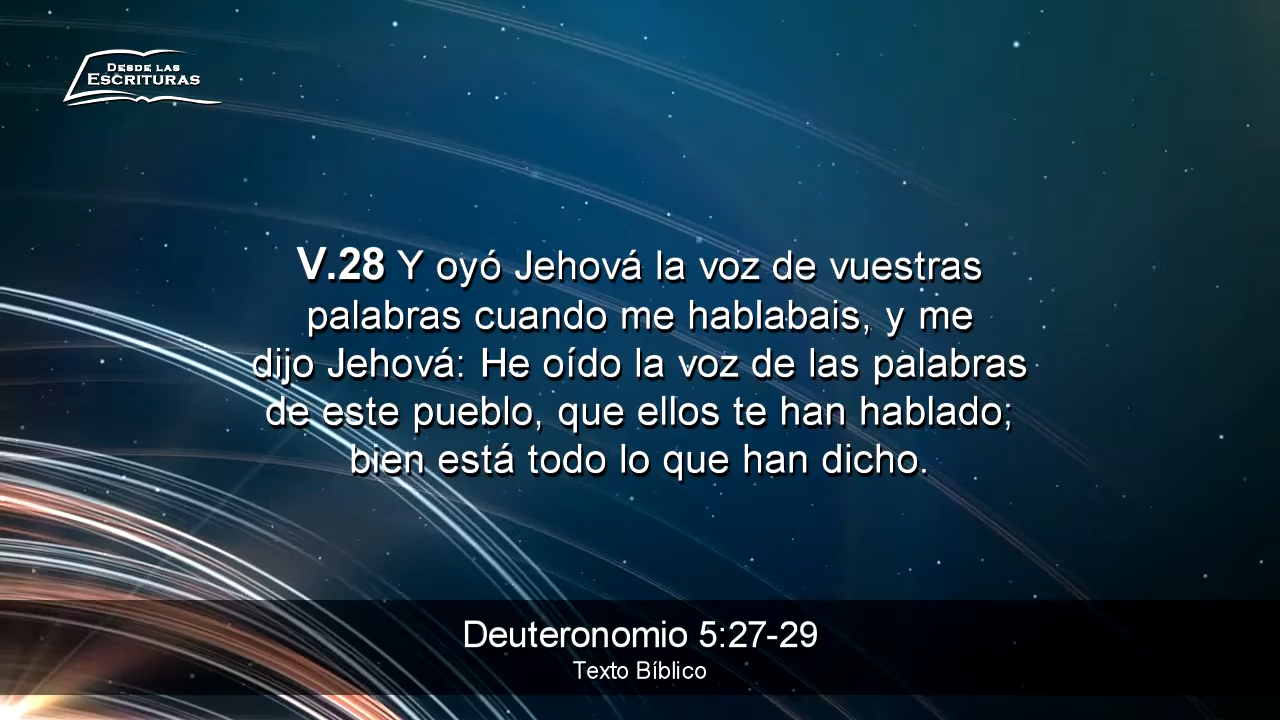 DESDE LAS
ESCRITURAS
V.28 Y oyó Jehová la voz de vuestras
palabras cuando me hablabais, y me
dijo Jehová: He oído la voz de las palabras
de este pueblo, que ellos te han hablado;
bien está todo lo que han dicho.
Deuteronomio 5:27-29
Texto Bíblico